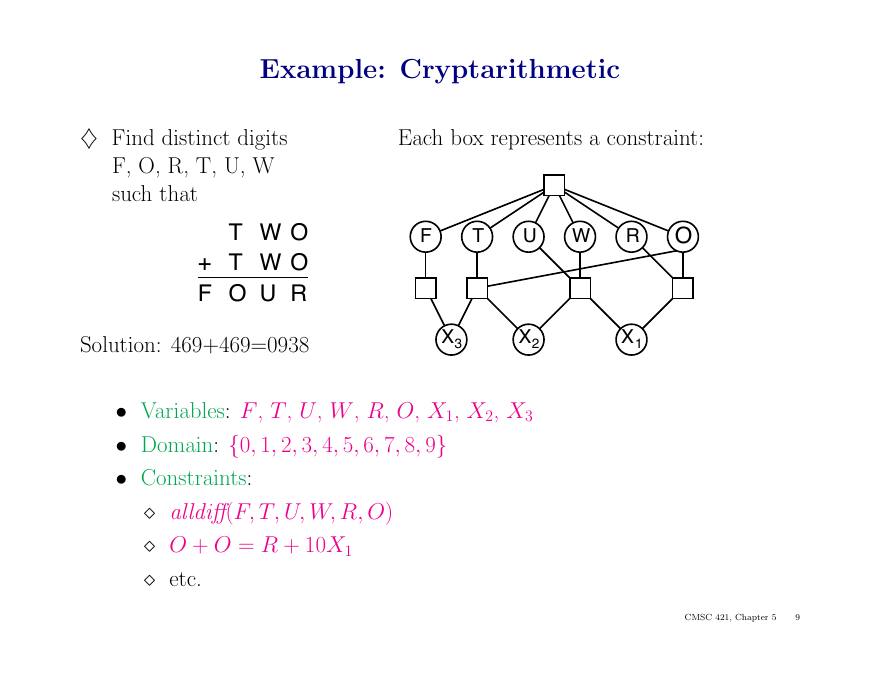 Example: Cryptarithmetic
♢ Find distinct digits
F, O, R, T, U, W
such that
T W O
+ T W O
F O U R
Solution: 469+469=0938
Each box represents a constraint:
F T U W R O
X3 X2 X1
• Variables: F, T, U, W, R, O, X1, X2, X3
• Domain: {0, 1, 2, 3, 4, 5, 6, 7, 8, 9}
• Constraints:
⋄ alldiff(F, T, U, W, R, O)
⋄ O + O = R + 10X1
⋄ etc.
CMSC 421, Chapter 5 9